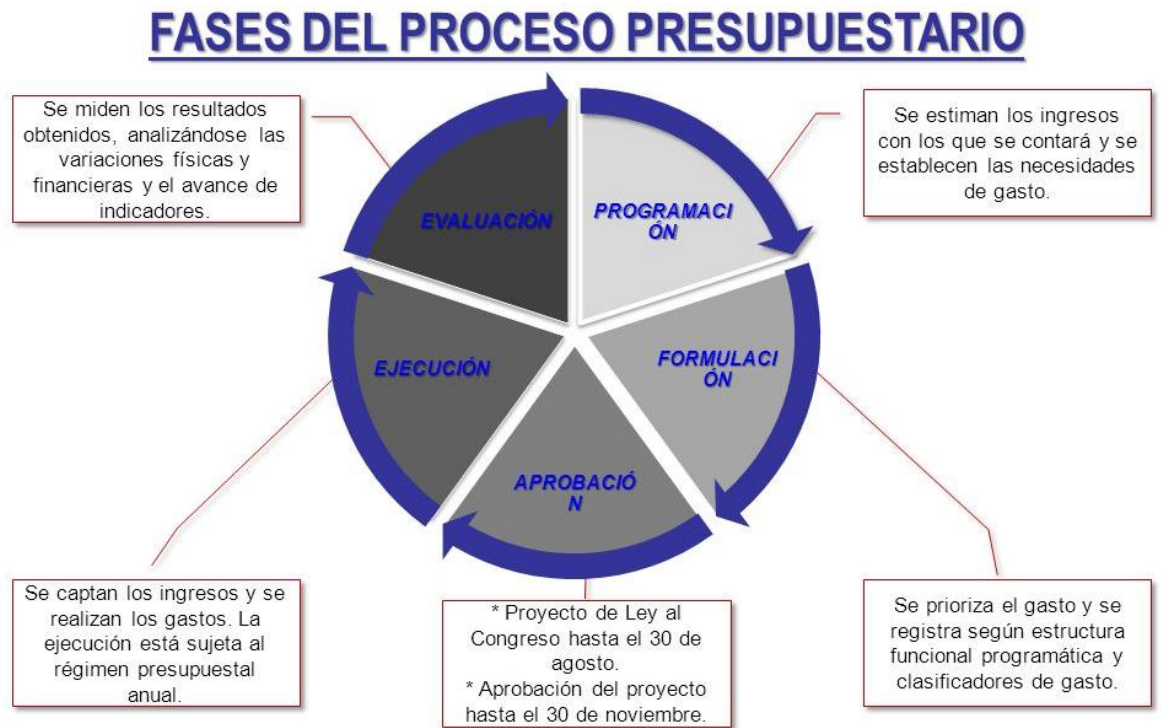 FASES DEL PROCESO PRESUPUESTARIO
Se miden los resultados
obtenidos, analizándose las
variaciones físicas y
financieras y el avance de
indicadores.
Se estiman los ingresos
con los que se contará y se
establecen las necesidades
de gasto.
EVALUACIÓN
PROGRAMACI
ÓN
EJECUCIÓN
FORMULACI
ÓN
APROBACIÓ
N
Se captan los ingresos y se
realizan los gastos. La
ejecución está sujeta al
régimen presupuestal
anual.
* Proyecto de Ley al
Congreso hasta el 30 de
agosto.
* Aprobación del proyecto
hasta el 30 de noviembre.
Se prioriza el gasto y se
registra según estructura
funcional programática y
clasificadores de gasto.